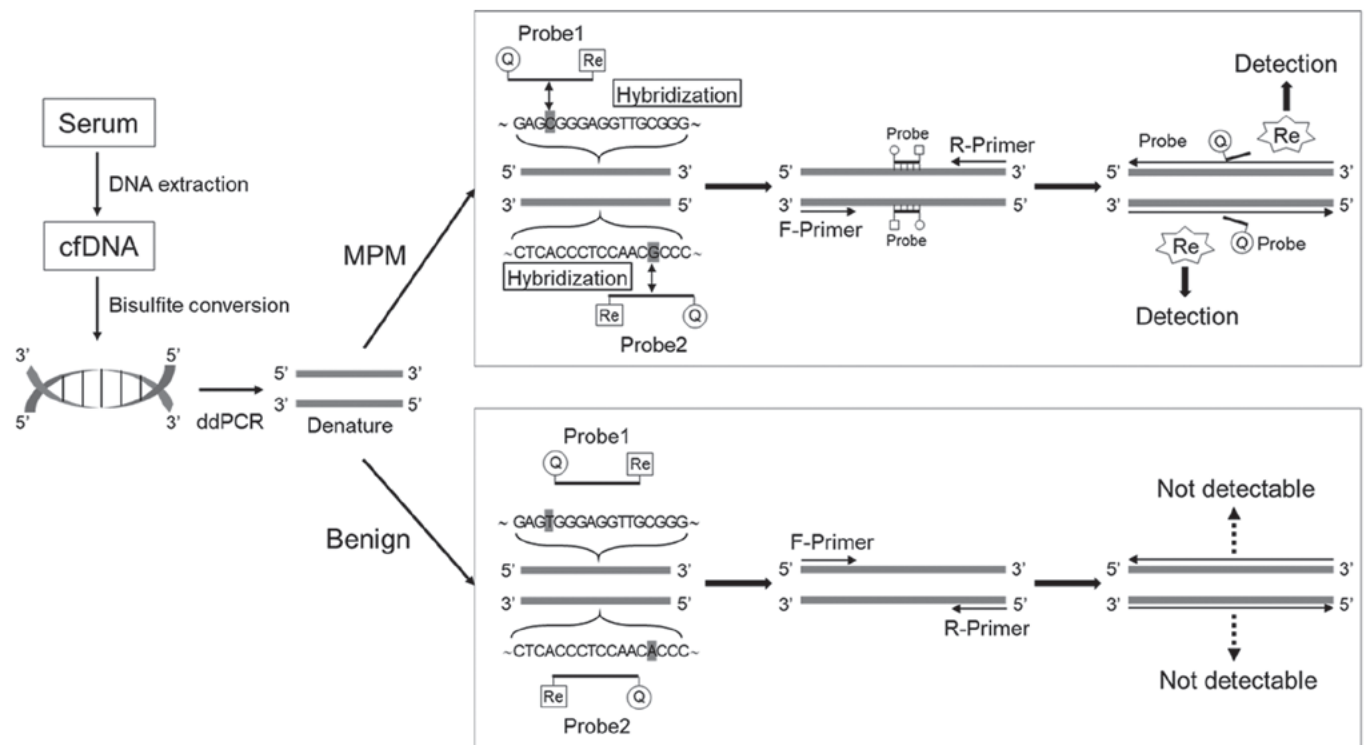 Serum
DNA extraction
cfDNA
Bisulfite conversion
3’ 5’
5’ 3’
ddPCR
5’ 3’
3’ 5’
Denature
MPM
Benign
Probe1
Q Re
Hybridization
~ GAGCGGGAGGTTGCGGG ~
5’ 3’
3’ 5’
~CTCACCCTCCAACGCCC~
Hybridization
Re Q
Probe2
Probe
R-Primer
5’ 3’
3’ 5’
F-Primer
Probe
Detection
Probe Q Re
5’ 3’
3’ 5’
Re Q Probe
Detection
Probe1
Q Re
~ GAGTGGGAGGTTGCGGG ~
5’ 3’
3’ 5’
~CTCACCCTCCAACACCC~
Re Q
Probe2
F-Primer
5’ 3’
3’ 5’
R-Primer
Not detectable
5’ 3’
3’ 5’
Not detectable